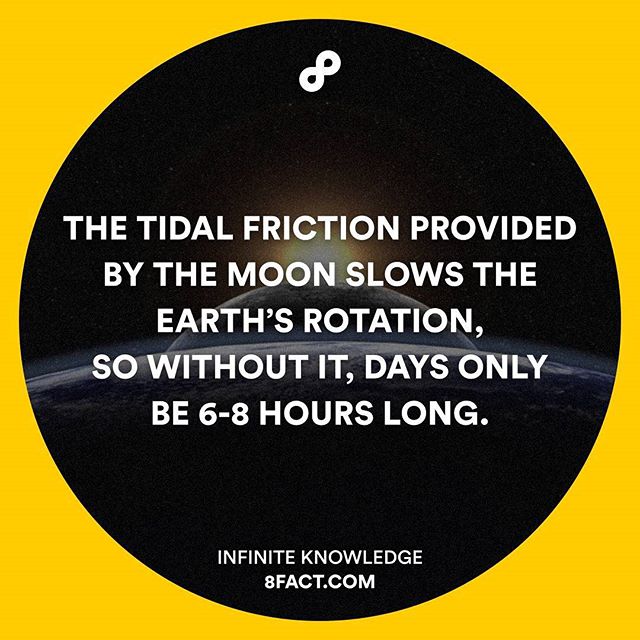 THE TIDAL FRICTION PROVIDED
BY THE MOON SLOWS THE
EARTH'S ROTATION,
SO WITHOUT IT, DAYS ONLY
BE 6-8 HOURS LONG.
INFINITE KNOWLEDGE
8FACT.COM